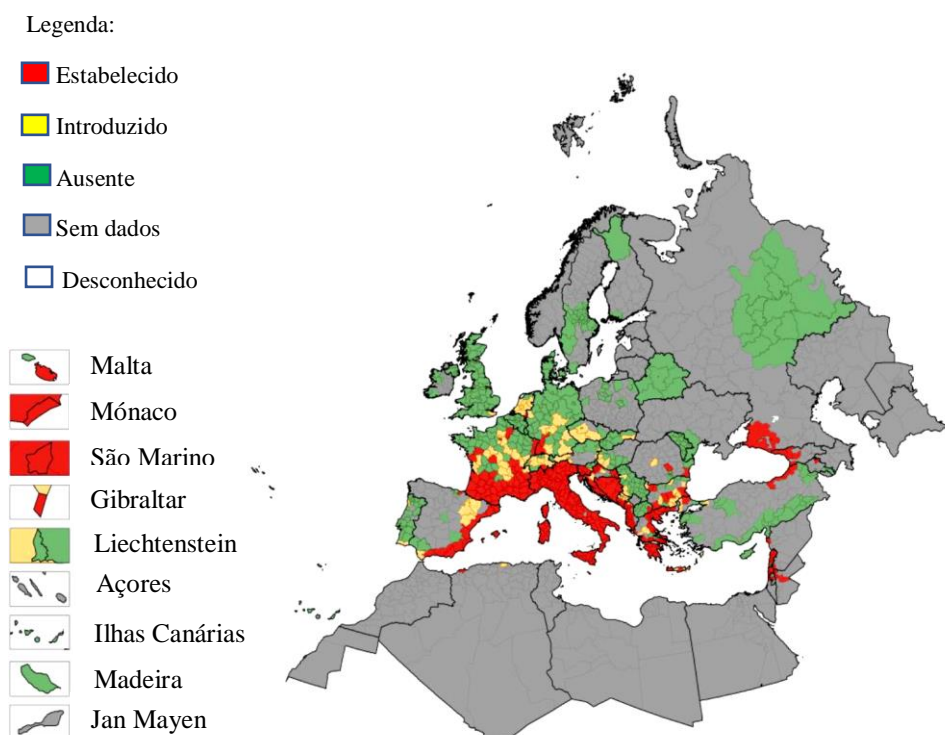 Legenda:
Estabelecido
Introduzido
Ausente
Sem dados
Desconhecido
Malta
Mónaco
São Marino
Gibraltar
Liechtenstein
Açores
Ilhas Canárias
Madeira
Jan Mayen